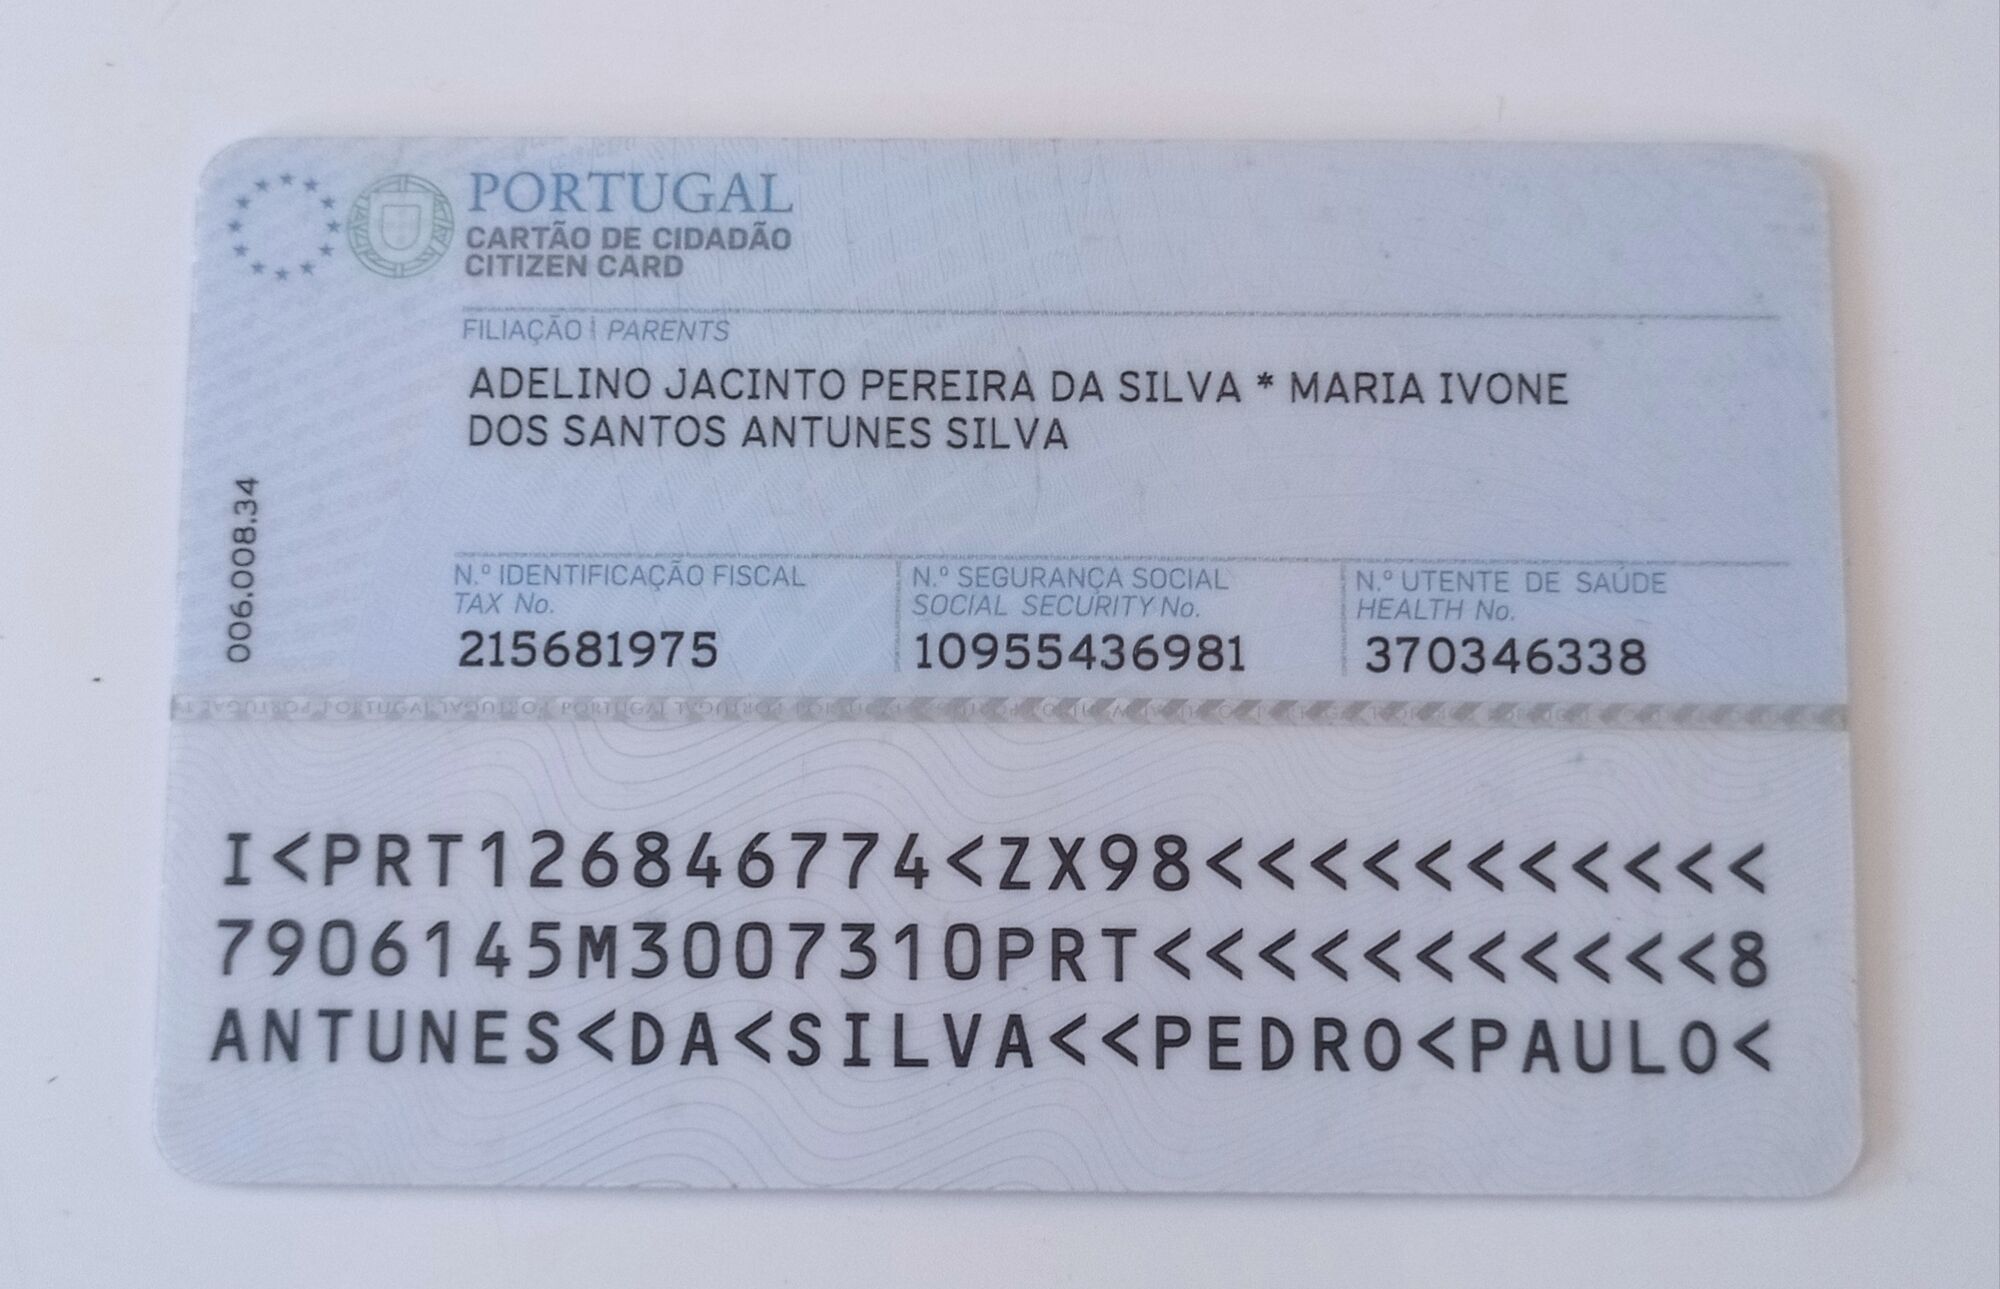 PORTUGAL
CARTÃO DE CIDADÃO
CITIZEN CARD
FILIAÇÃO | PARENTS
ADELINO JACINTO PEREIRA DA SILVA * MARIA IVONE
DOS SANTOS ANTUNES SILVA
006.008.34
N.º IDENTIFICAÇÃO FISCAL
TAX No.
215681975
N.º SEGURANÇA SOCIAL
SOCIAL SECURITY No.
10955436981
N.º UTENTE DE SAÚDE
HEALTH No.
370346338
I<PRT126846774<ZX98<<<<<<<<<<<
7906145M3007310PRT<<<<<<<<<<<8
ANTUNES<DA<SILVA<<PEDRO<PAULO<